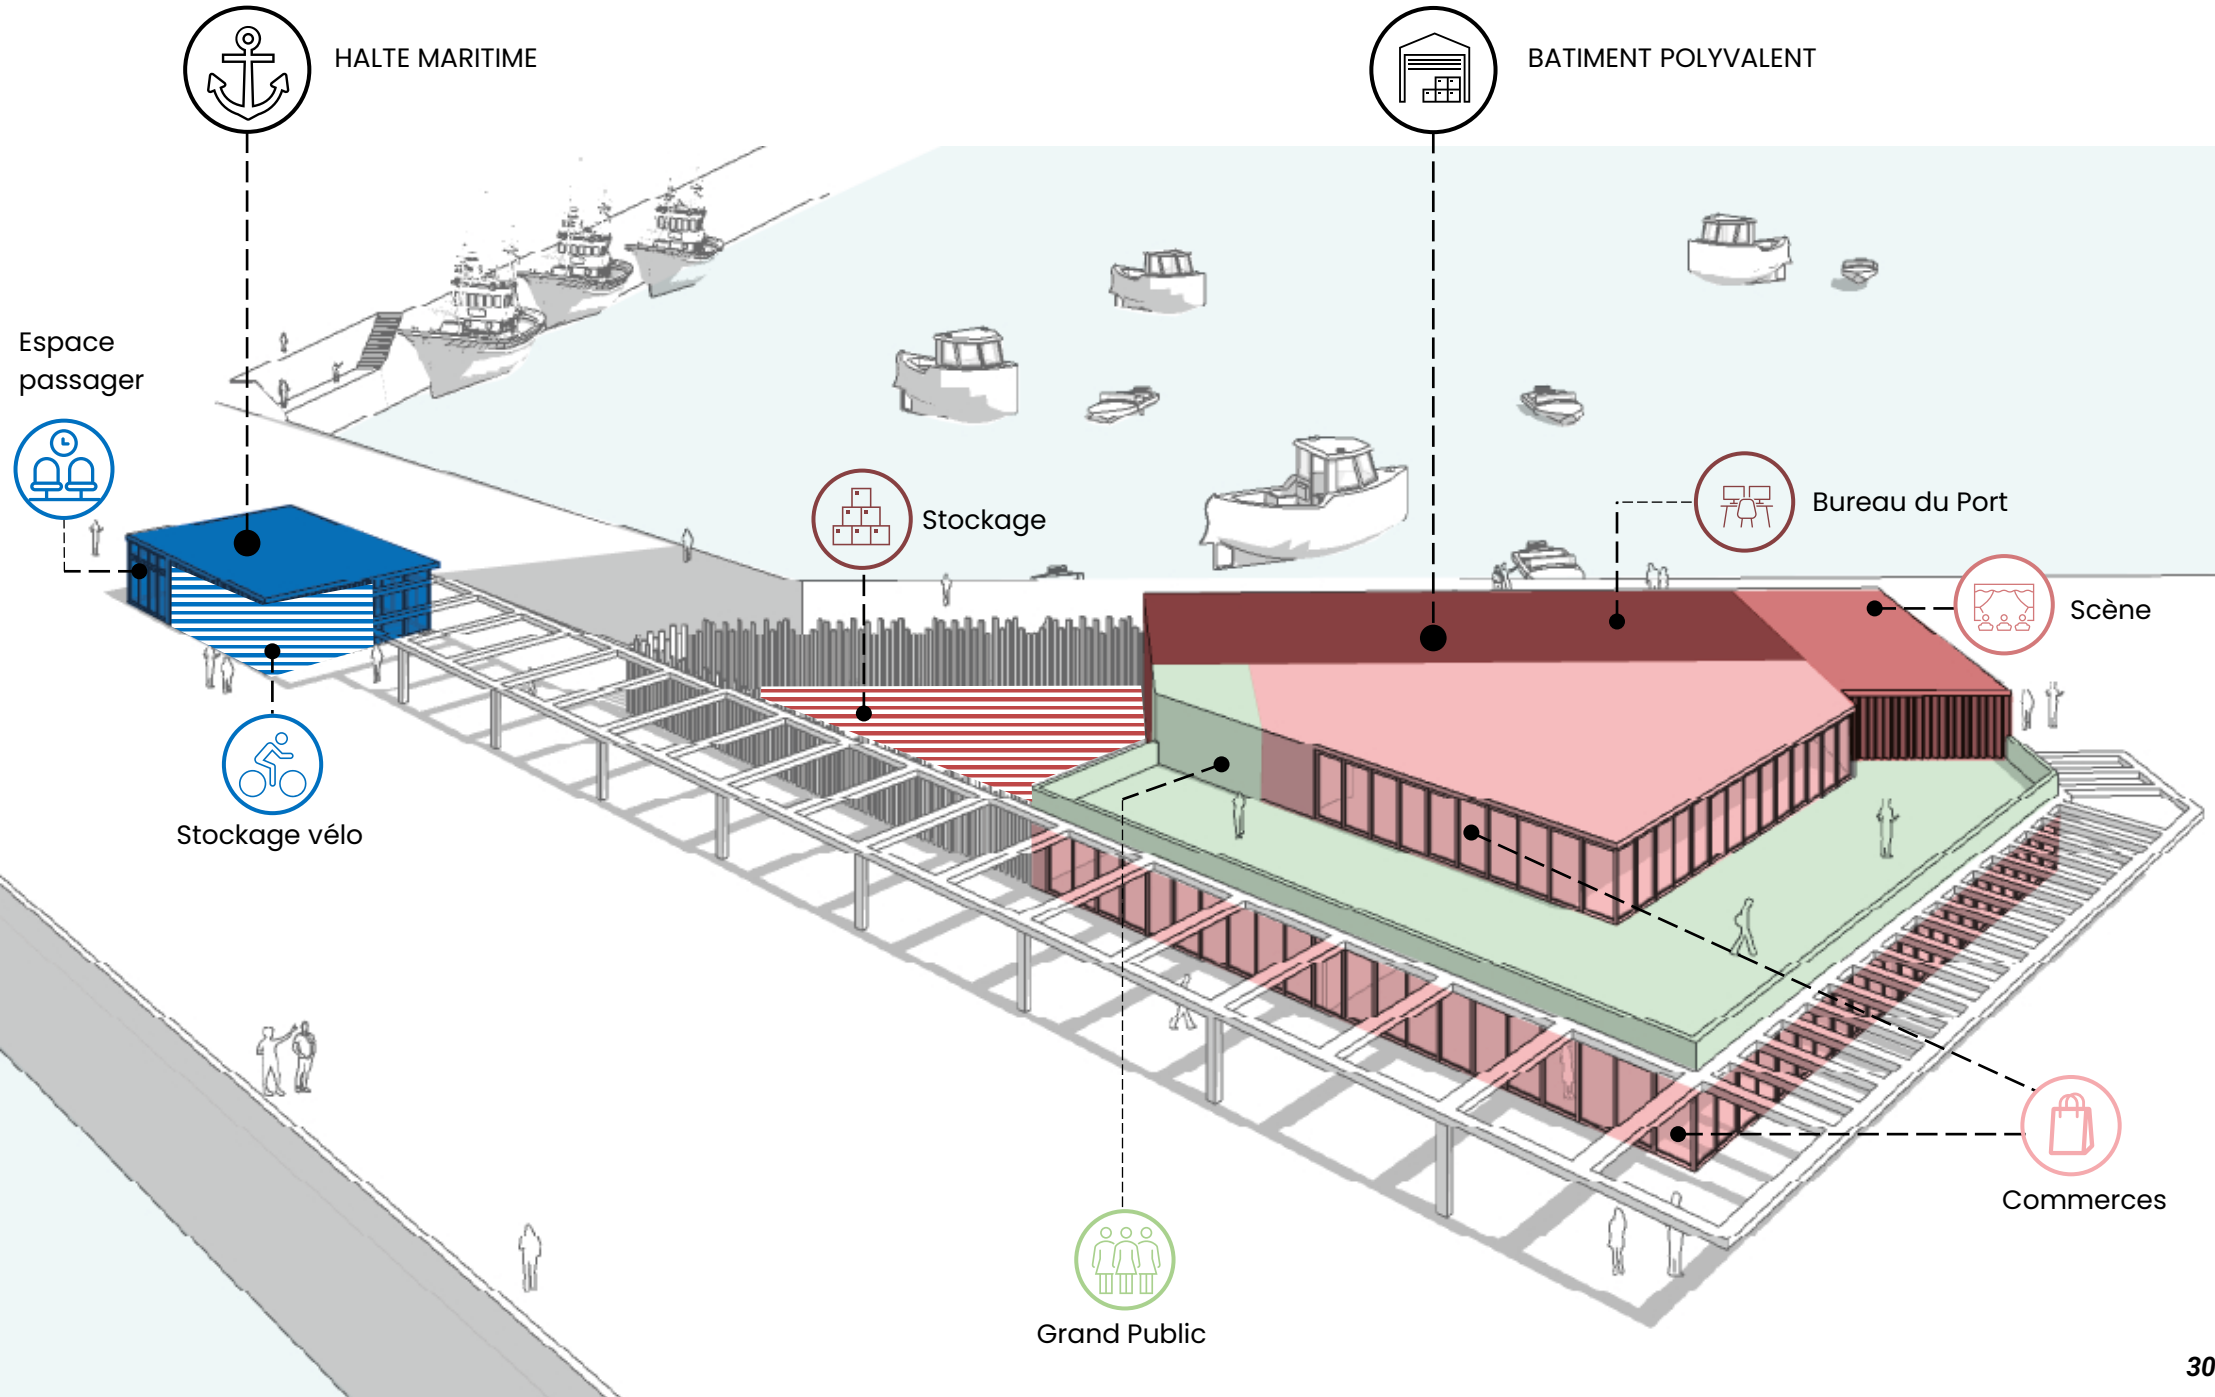 HALTE MARITIME
BATIMENT POLYVALENT
Espace
passager
Stockage
Bureau du Port
Scène
Stockage vélo
Commerces
Grand Public
30